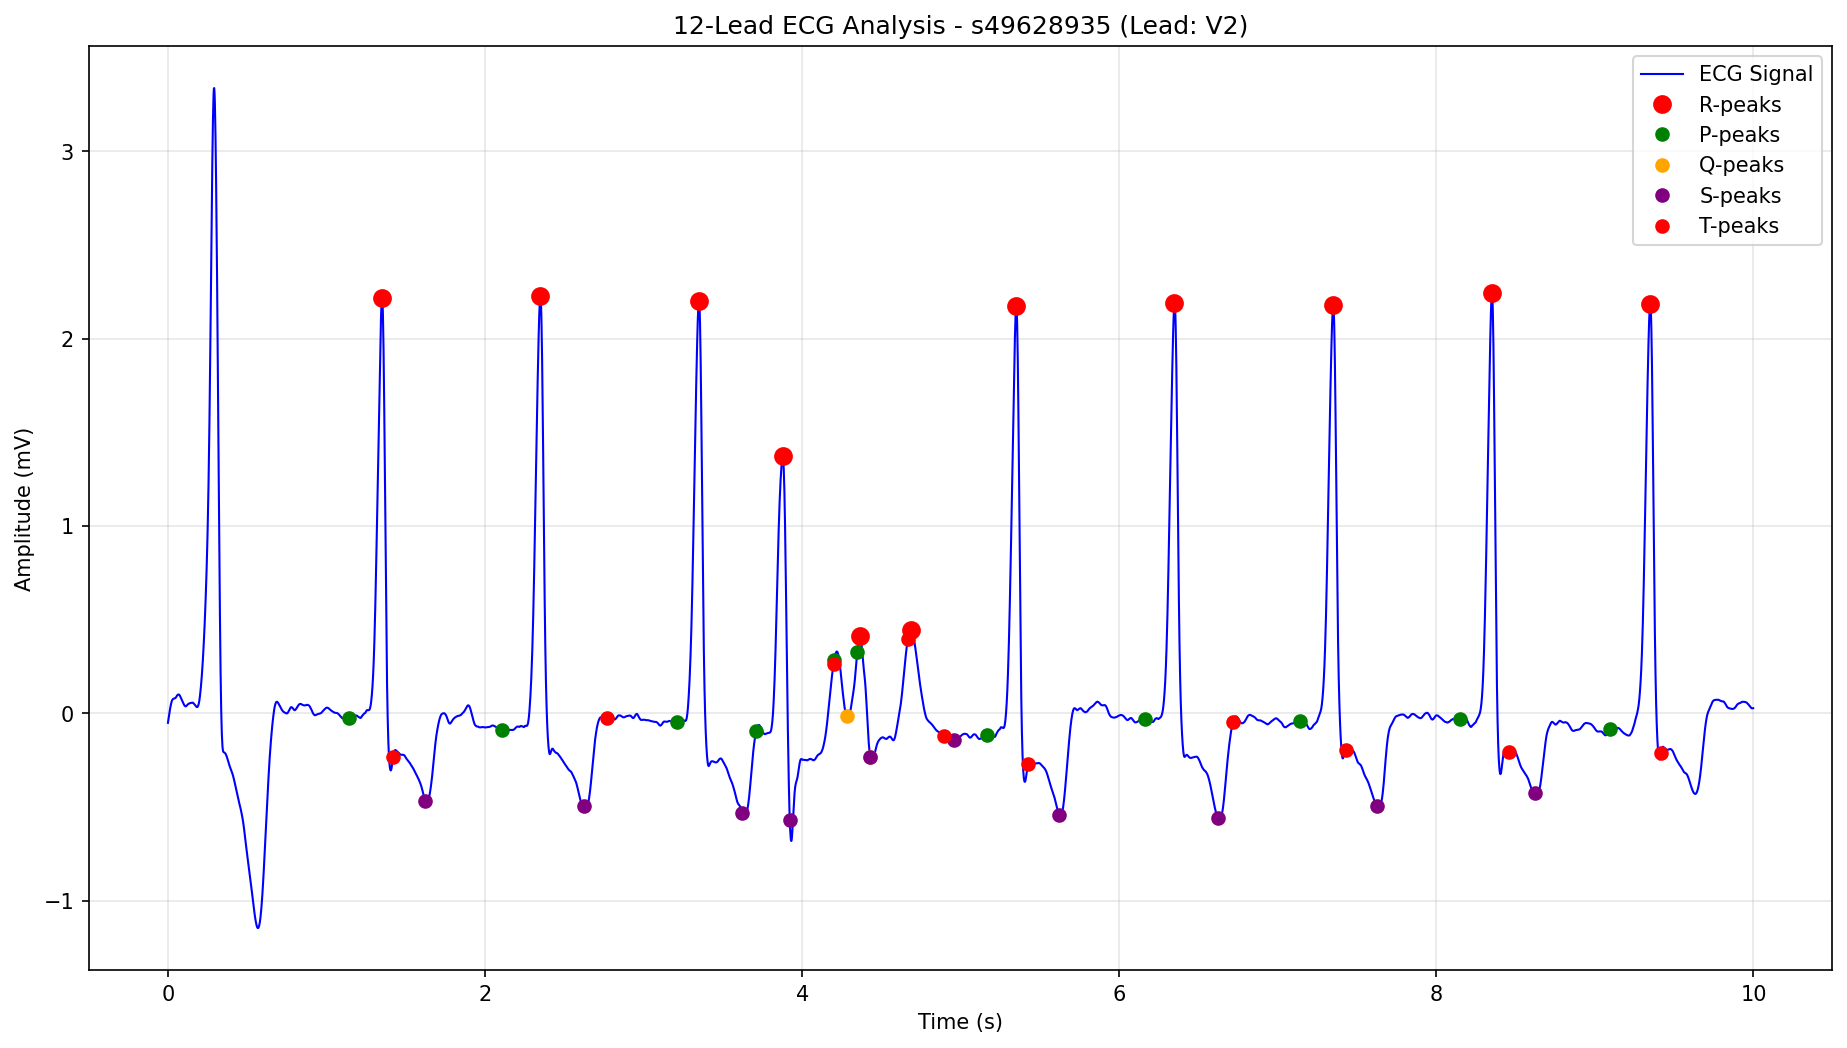 12-Lead ECG Analysis - s49628935 (Lead: V2)
ECG Signal
R-peaks
P-peaks
Q-peaks
S-peaks
T-peaks
Amplitude (mV)
3
2
1
0
−1
0 2 4 6 8 10
Time (s)